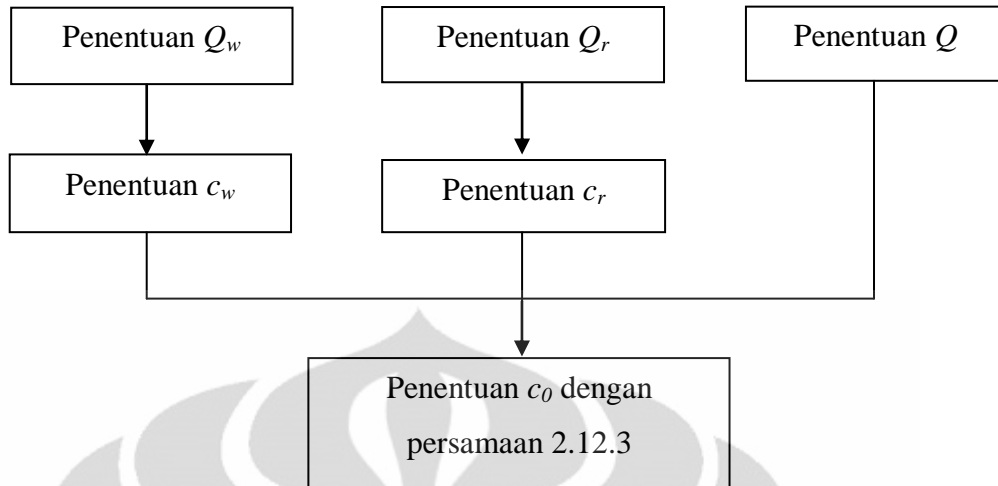 Penentuan Q_w
Penentuan Q_r
Penentuan Q
Penentuan c_w
Penentuan c_r
Penentuan c_0 dengan
persamaan 2.12.3